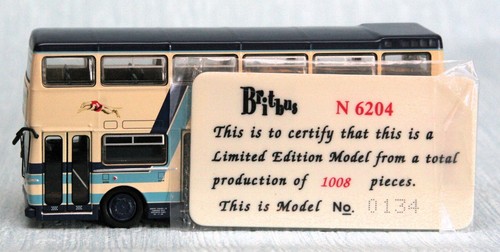 Britbus N 6204
This is to certify that this is a
Limited Edition Model from a total
production of 1008 pieces.
This is Model No. 0134